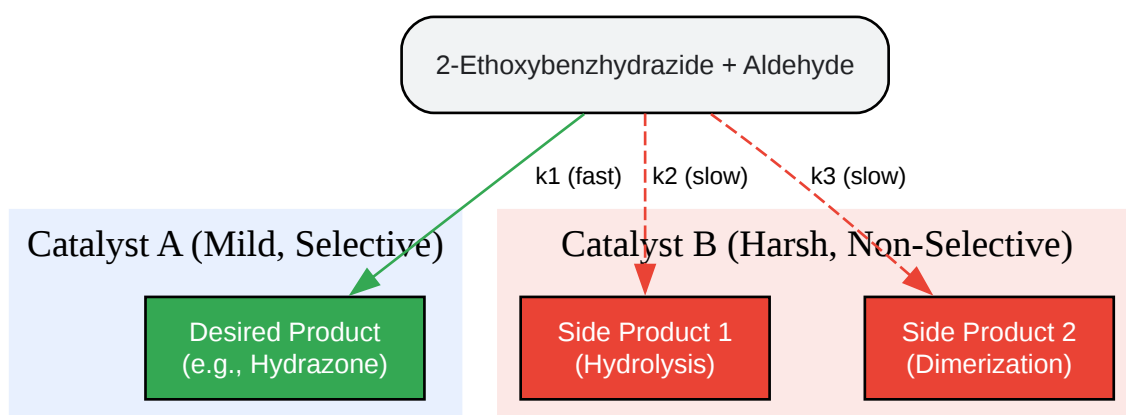 2-Ethoxybenzhydrazide + Aldehyde
k1 (fast)
k2 (slow)
k3 (slow)
Catalyst A (Mild, Selective)
Catalyst B (Harsh, Non-Selective)
Desired Product
(e.g., Hydrazone)
Side Product 1
(Hydrolysis)
Side Product 2
(Dimerization)